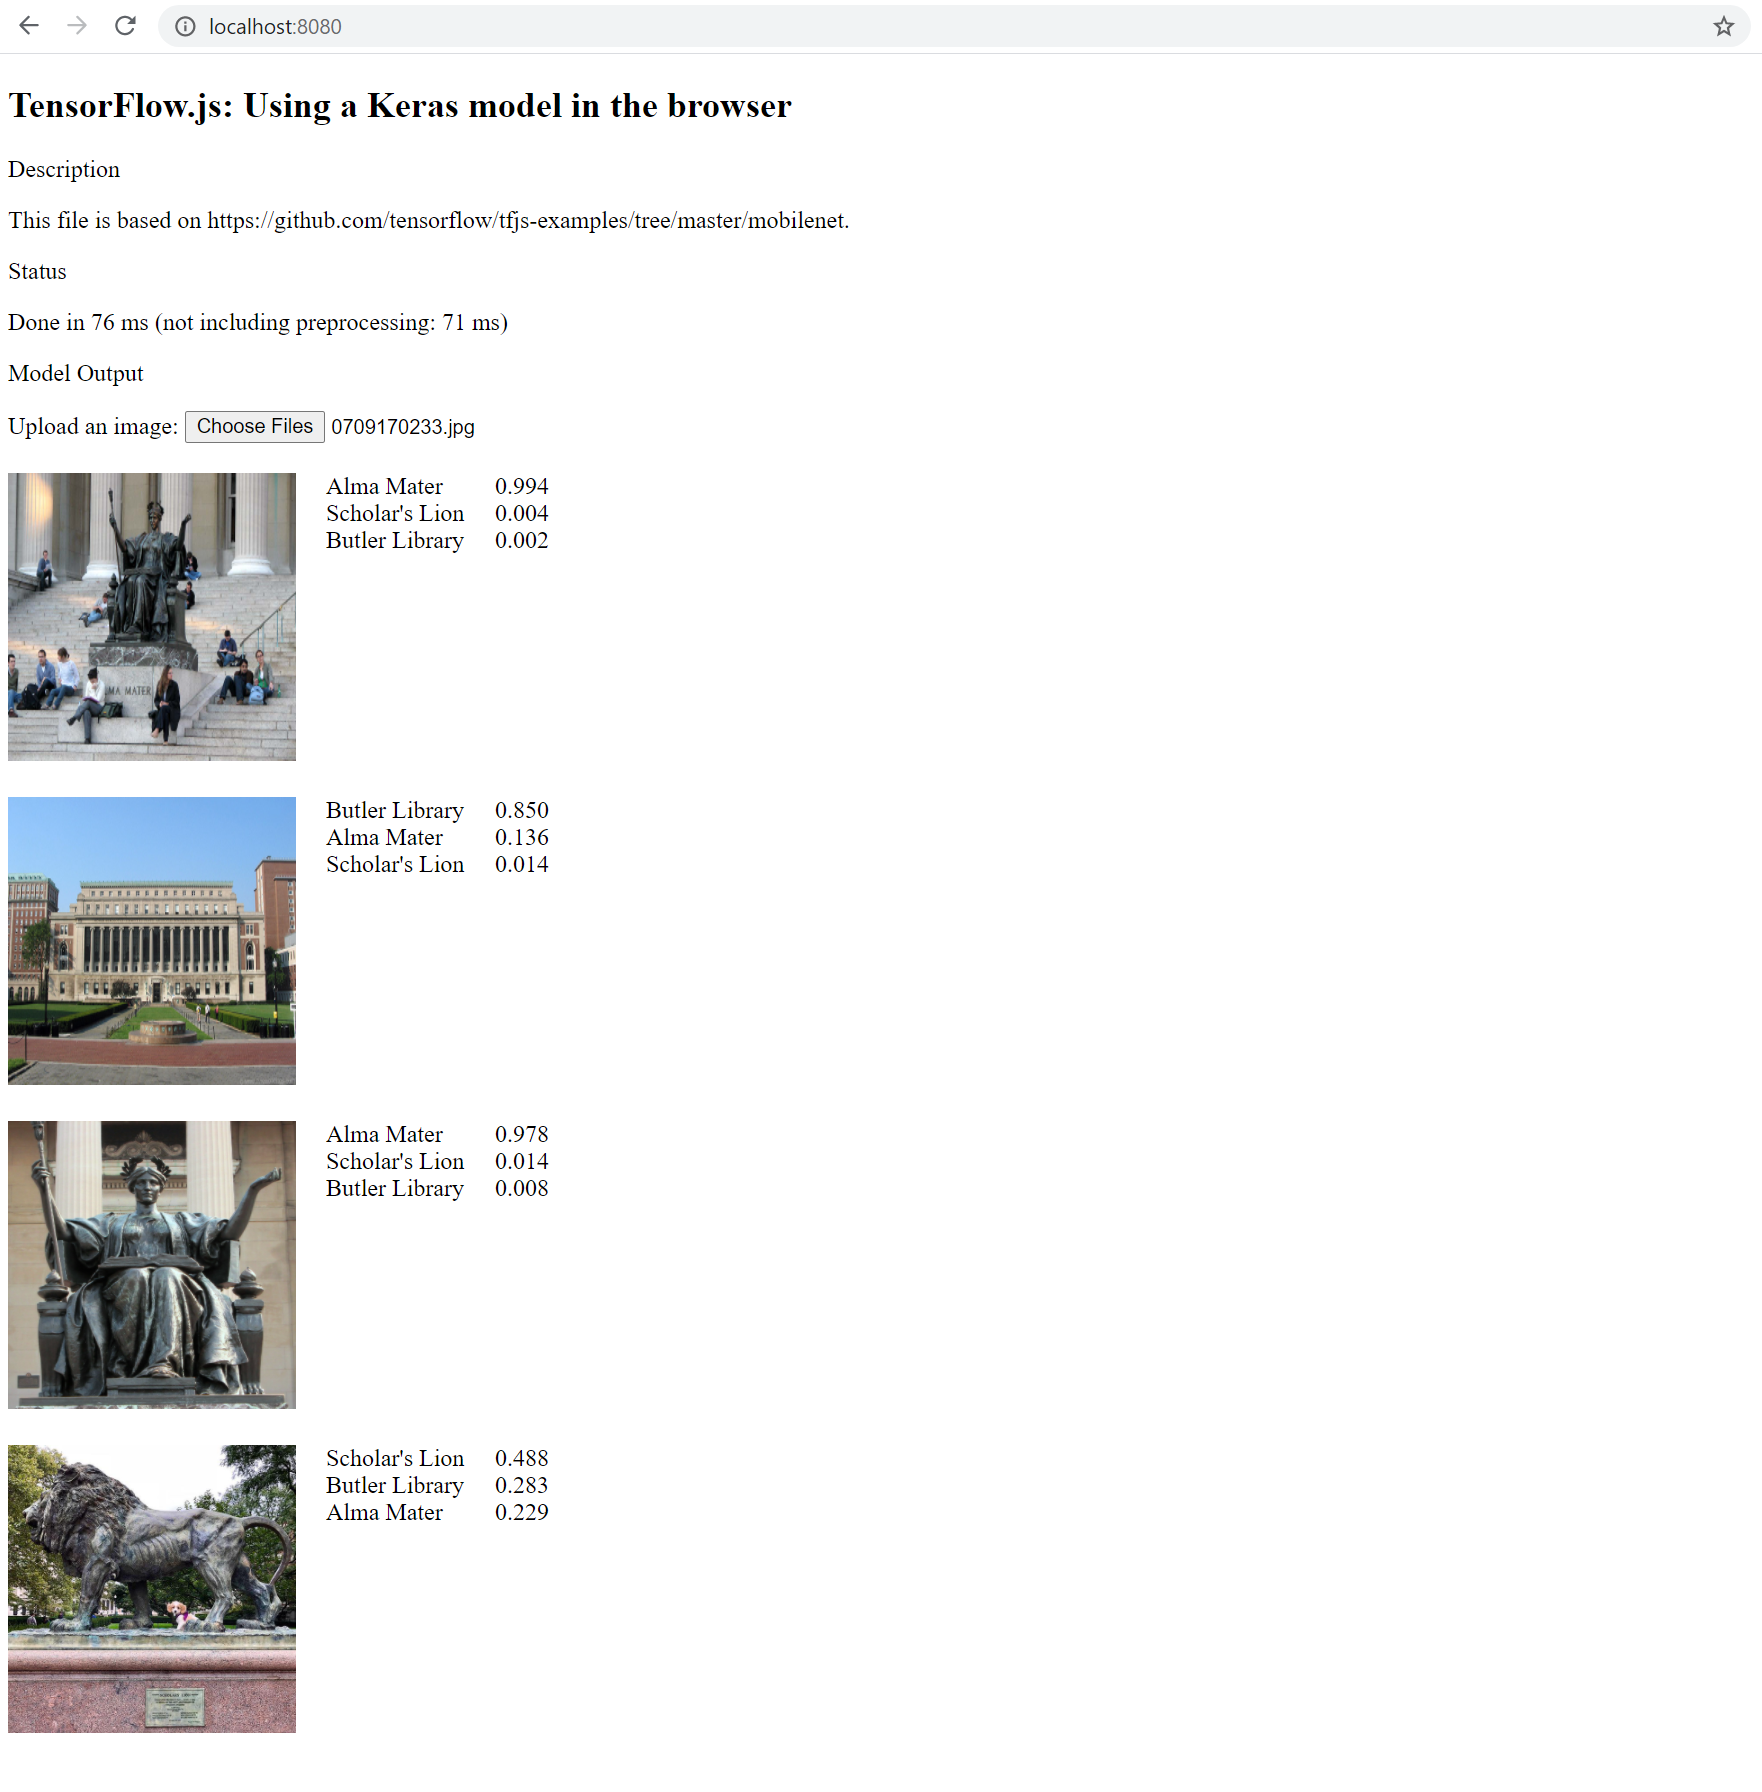 localhost:8080
TensorFlow.js: Using a Keras model in the browser
Description
This file is based on https://github.com/tensorflow/tfjs-examples/tree/master/mobilenet.
Status
Done in 76 ms (not including preprocessing: 71 ms)
Model Output
Upload an image: Choose Files 0709170233.jpg
Alma Mater 0.994
Scholar's Lion 0.004
Butler Library 0.002
MA MATER
Butler Library 0.850
Alma Mater 0.136
Scholar's Lion 0.014
Alma Mater 0.978
Scholar's Lion 0.014
Butler Library 0.008
Scholar's Lion 0.488
Butler Library 0.283
Alma Mater 0.229